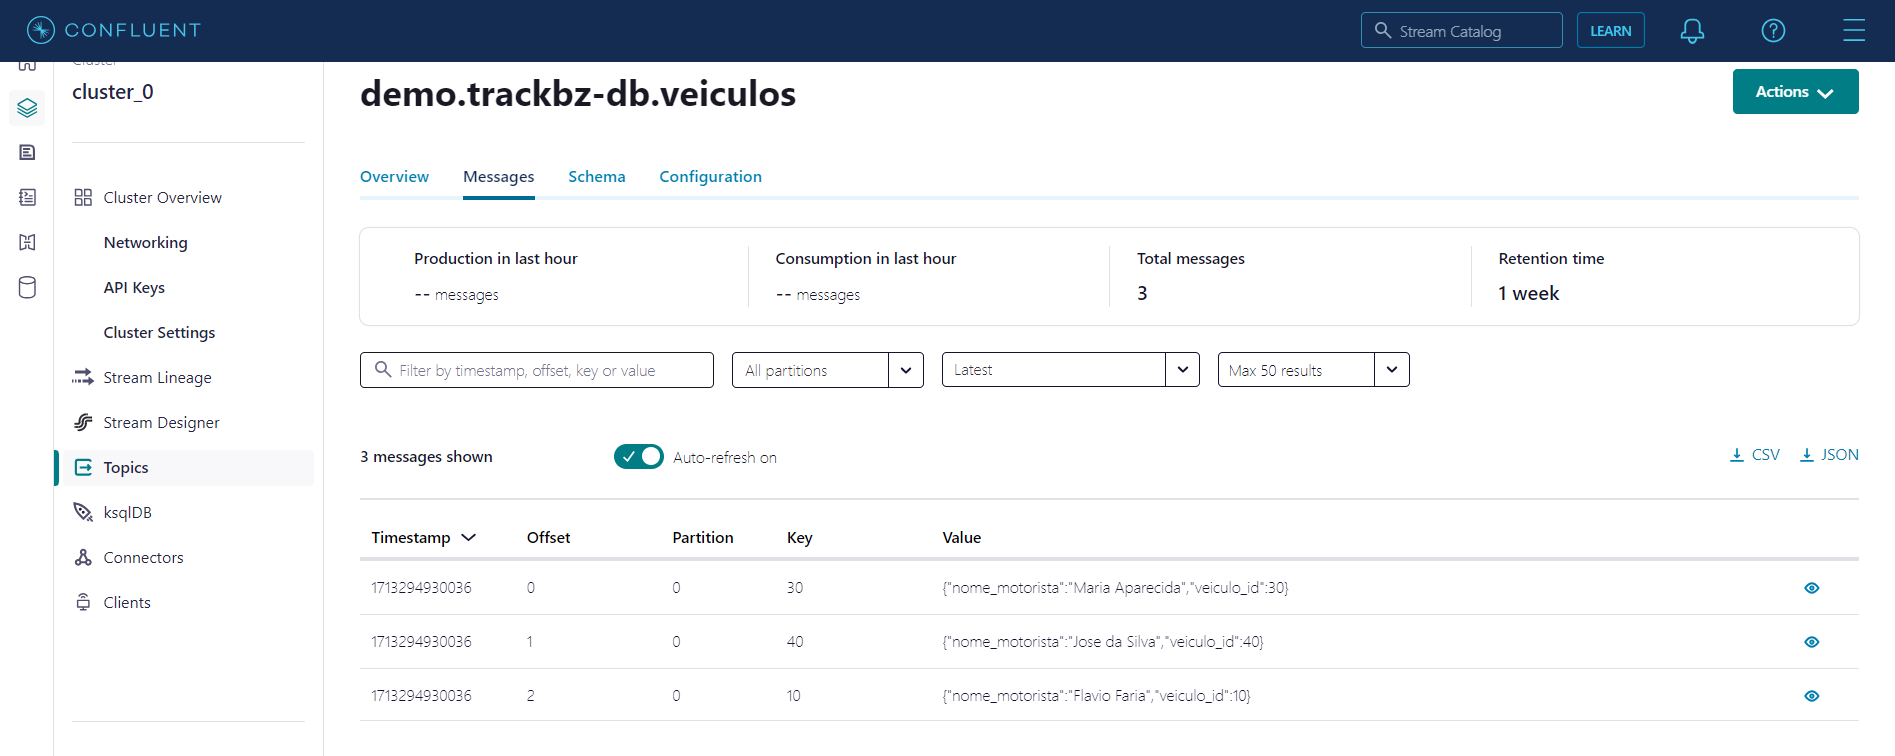 CONFLUENT
Stream Catalog
LEARN
Cluster
cluster_0
Cluster Overview
Networking
API Keys
Cluster Settings
Stream Lineage
Stream Designer
Topics
ksqlDB
Connectors
Clients
demo.trackbz-db.veiculos
Actions
Overview Messages Schema Configuration
Production in last hour
-- messages
Consumption in last hour
-- messages
Total messages
3
Retention time
1 week
Filter by timestamp, offset, key or value
All partitions
Latest
Max 50 results
3 messages shown
Auto-refresh on
CSV
JSON
Timestamp Offset Partition Key Value
1713294930036 0 0 30 {"nome_motorista":"Maria Aparecida","veiculo_id":30}
1713294930036 1 0 40 {"nome_motorista":"Jose da Silva","veiculo_id":40}
1713294930036 2 0 10 {"nome_motorista":"Flavio Faria","veiculo_id":10}